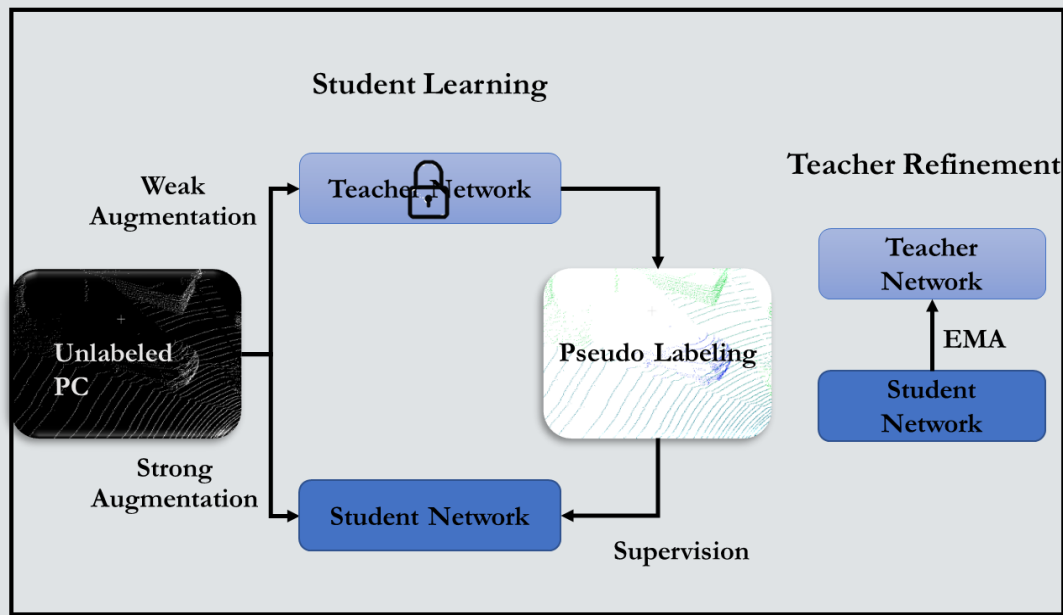 Student Learning
Weak
Augmentation
Teacher Network
Teacher Refinement
Unlabeled
PC
Pseudo Labeling
Teacher
Network
EMA
Student
Network
Strong
Augmentation
Student Network
Supervision